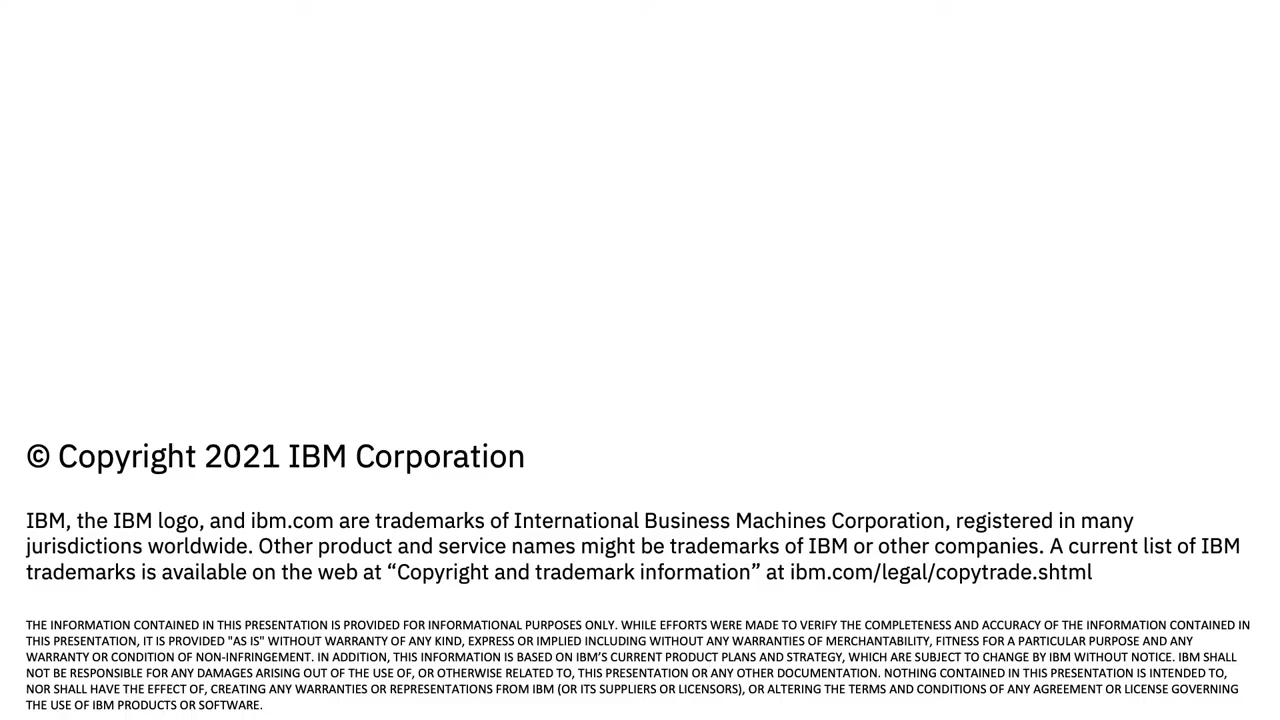 © Copyright 2021 IBM Corporation
IBM, the IBM logo, and ibm.com are trademarks of International Business Machines Corporation, registered in many
jurisdictions worldwide. Other product and service names might be trademarks of IBM or other companies. A current list of IBM
trademarks is available on the web at “Copyright and trademark information” at ibm.com/legal/copytrade.shtml
THE INFORMATION CONTAINED IN THIS PRESENTATION IS PROVIDED FOR INFORMATIONAL PURPOSES ONLY. WHILE EFFORTS WERE MADE TO VERIFY THE COMPLETENESS AND ACCURACY OF THE INFORMATION CONTAINED IN
THIS PRESENTATION, IT IS PROVIDED "AS IS" WITHOUT WARRANTY OF ANY KIND, EXPRESS OR IMPLIED INCLUDING WITHOUT ANY WARRANTIES OF MERCHANTABILITY, FITNESS FOR A PARTICULAR PURPOSE AND ANY
WARRANTY OR CONDITION OF NON-INFRINGEMENT. IN ADDITION, THIS INFORMATION IS BASED ON IBM’S CURRENT PRODUCT PLANS AND STRATEGY, WHICH ARE SUBJECT TO CHANGE BY IBM WITHOUT NOTICE. IBM SHALL
NOT BE RESPONSIBLE FOR ANY DAMAGES ARISING OUT OF THE USE OF, OR OTHERWISE RELATED TO, THIS PRESENTATION OR ANY OTHER DOCUMENTATION. NOTHING CONTAINED IN THIS PRESENTATION IS INTENDED TO,
NOR SHALL HAVE THE EFFECT OF, CREATING ANY WARRANTIES OR REPRESENTATIONS FROM IBM (OR ITS SUPPLIERS OR LICENSORS), OR ALTERING THE TERMS AND CONDITIONS OF ANY AGREEMENT OR LICENSE GOVERNING
THE USE OF IBM PRODUCTS OR SOFTWARE.